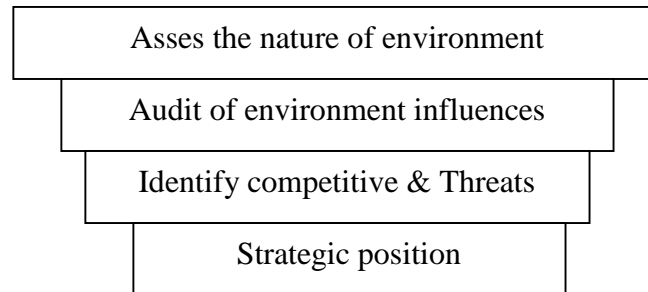 Asses the nature of environment
Audit of environment influences
Identify competitive & Threats
Strategic position